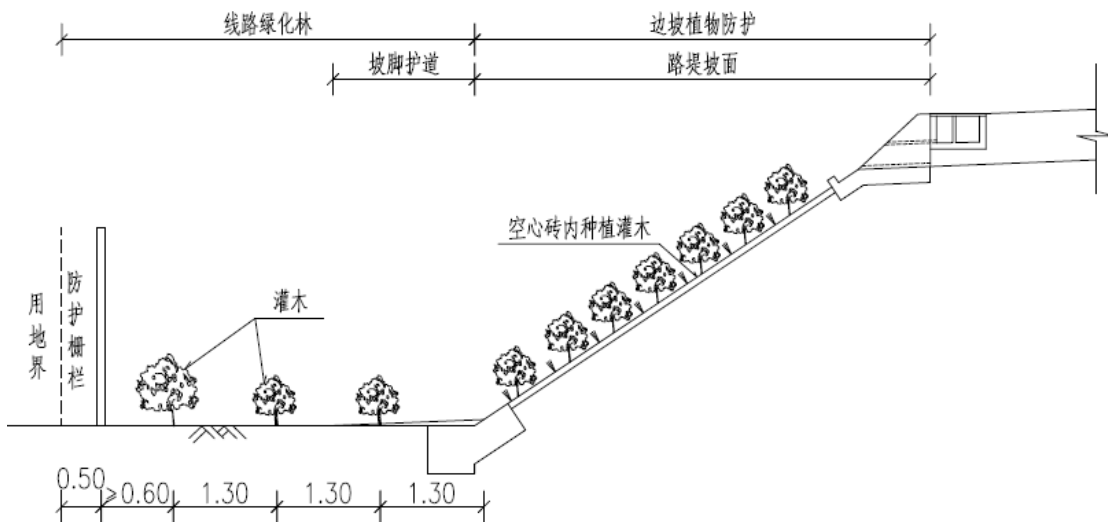 线路绿化林
边坡植物防护
坡脚护道
路堤坡面
空心砖内种植灌木
灌木
用地界
防护栅栏
0.50
≥0.60
1.30
1.30
1.30